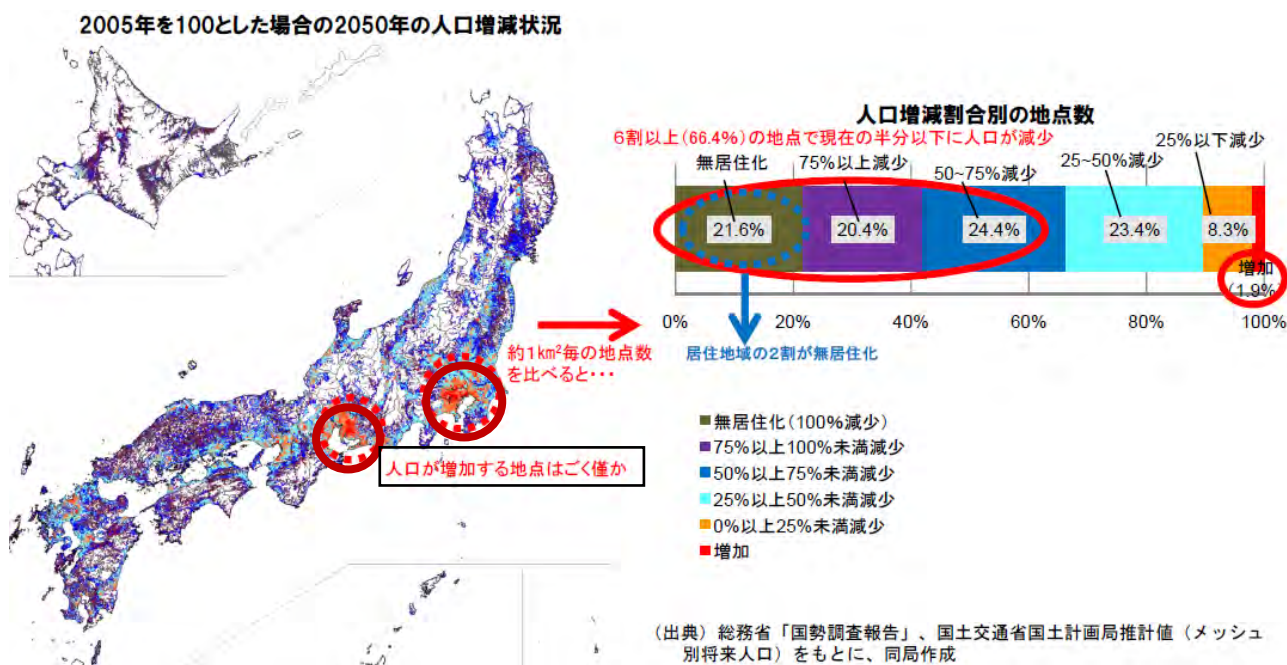 2005年を100とした場合の2050年の人口増減状況
人口増減割合別の地点数
6割以上(66.4%)の地点で現在の半分以下に人口が減少
25%以下減少
無居住化
75%以上減少
50~75%減少
25~50%減少
21.6%
20.4%
24.4%
23.4%
8.3%
増加
(1.9%)
0%
20%
40%
60%
80%
100%
居住地域の2割が無居住化
約1km²毎の地点数
を比べると・・・
人口が増加する地点はごく僅か
無居住化(100%減少)
75%以上100%未満減少
50%以上75%未満減少
25%以上50%未満減少
0%以上25%未満減少
増加
(出典)総務省「国勢調査報告」、国土交通省国土計画局推計値(メッシュ
別将来人口)をもとに、同局作成